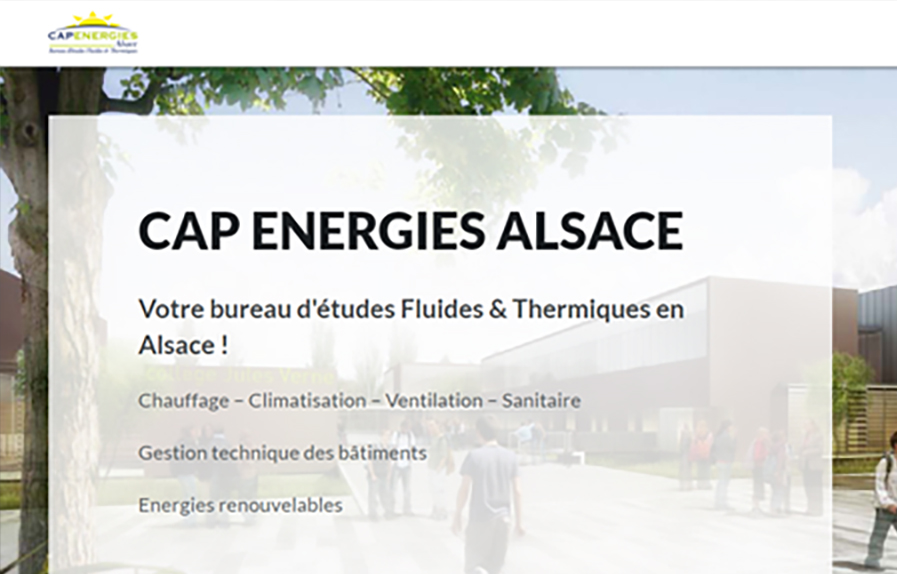 CAPENERGIES
Alsace
Bureau d'études Fluides & Thermiques
CAP ENERGIES ALSACE
Votre bureau d'études Fluides & Thermiques en
Alsace !
Chauffage – Climatisation – Ventilation – Sanitaire
Gestion technique des bâtiments
Energies renouvelables